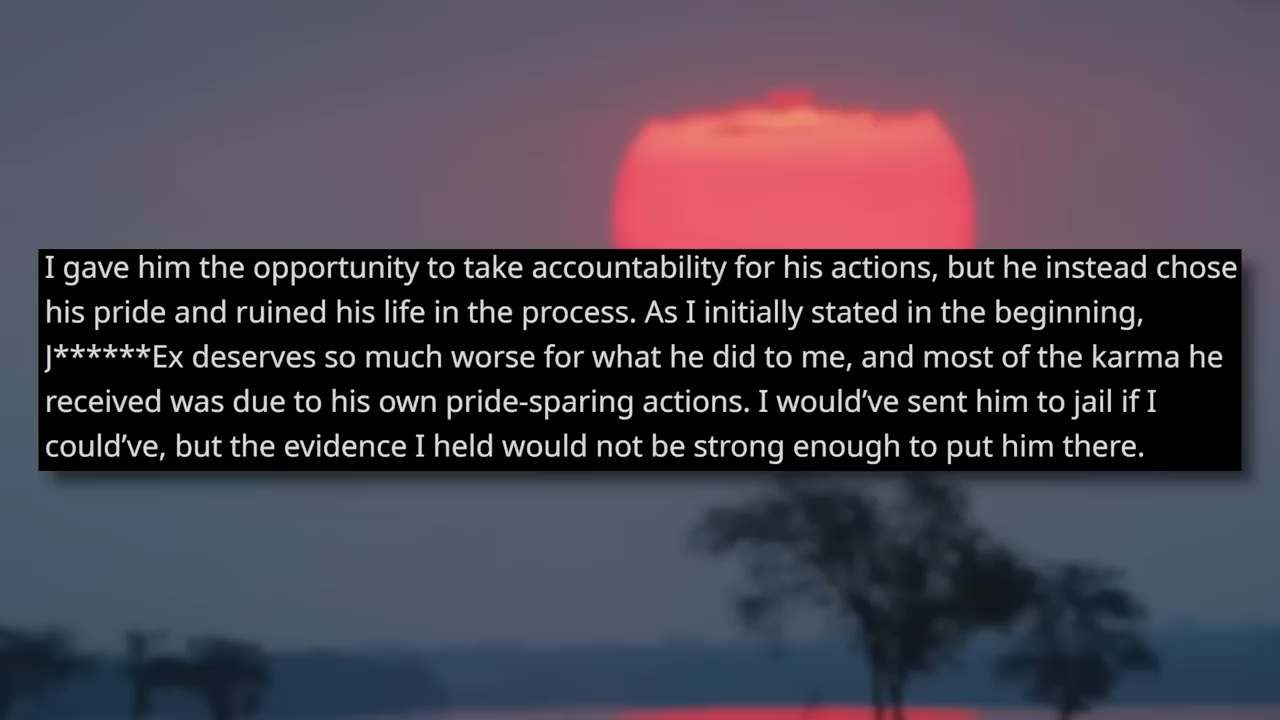 I gave him the opportunity to take accountability for his actions, but he instead chose
his pride and ruined his life in the process. As I initially stated in the beginning,
J******Ex deserves so much worse for what he did to me, and most of the karma he
received was due to his own pride-sparing actions. I would’ve sent him to jail if I
could’ve, but the evidence I held would not be strong enough to put him there.